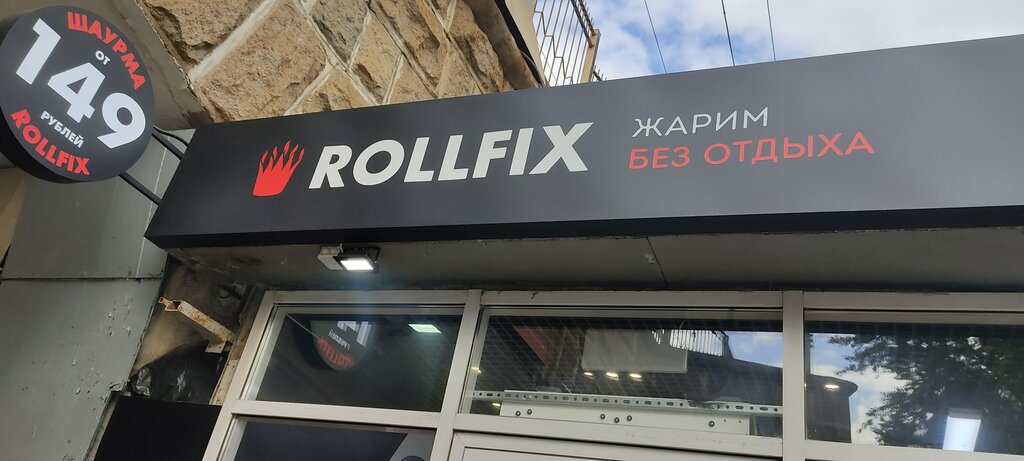 ШАУРМА
ОТ
149
РУБЛЕЙ
ROLLFIX
ROLLFIX
ЖАРИМ
БЕЗ ОТДЫХА